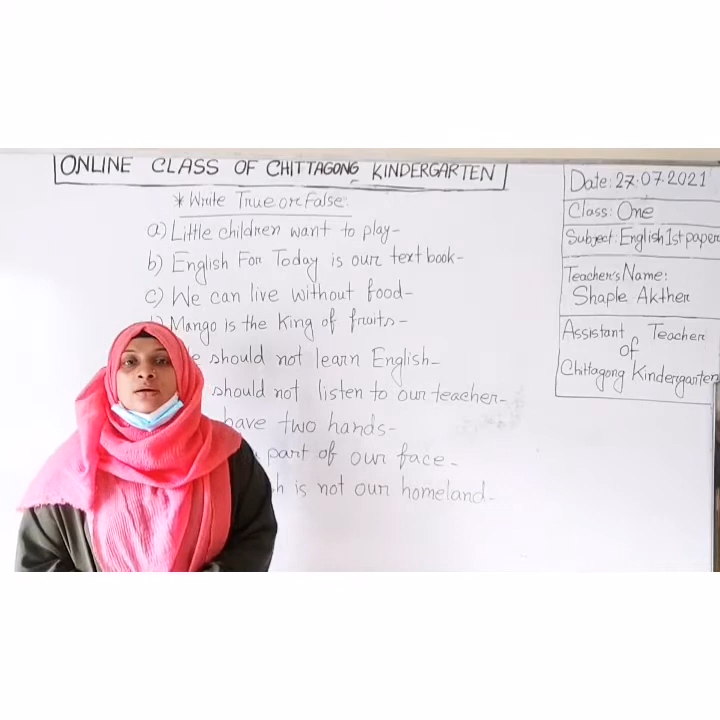 ONLINE CLASS OF CHITTAGONG KINDERGARTEN
* Write True or False:
a) Little children want to play-
b) English For Today is our text book-
c) We can live without food-
Mango is the King of fruits-
should not learn English-
should not listen to our teacher-
have two hands-
part of our face-
is not our homeland-
Date: 27.07.2021
Class: One
Subject: English 1st paper
Teacher's Name:
Shaple Akther
Assistant Teacher
of
Chittagong Kindergarten